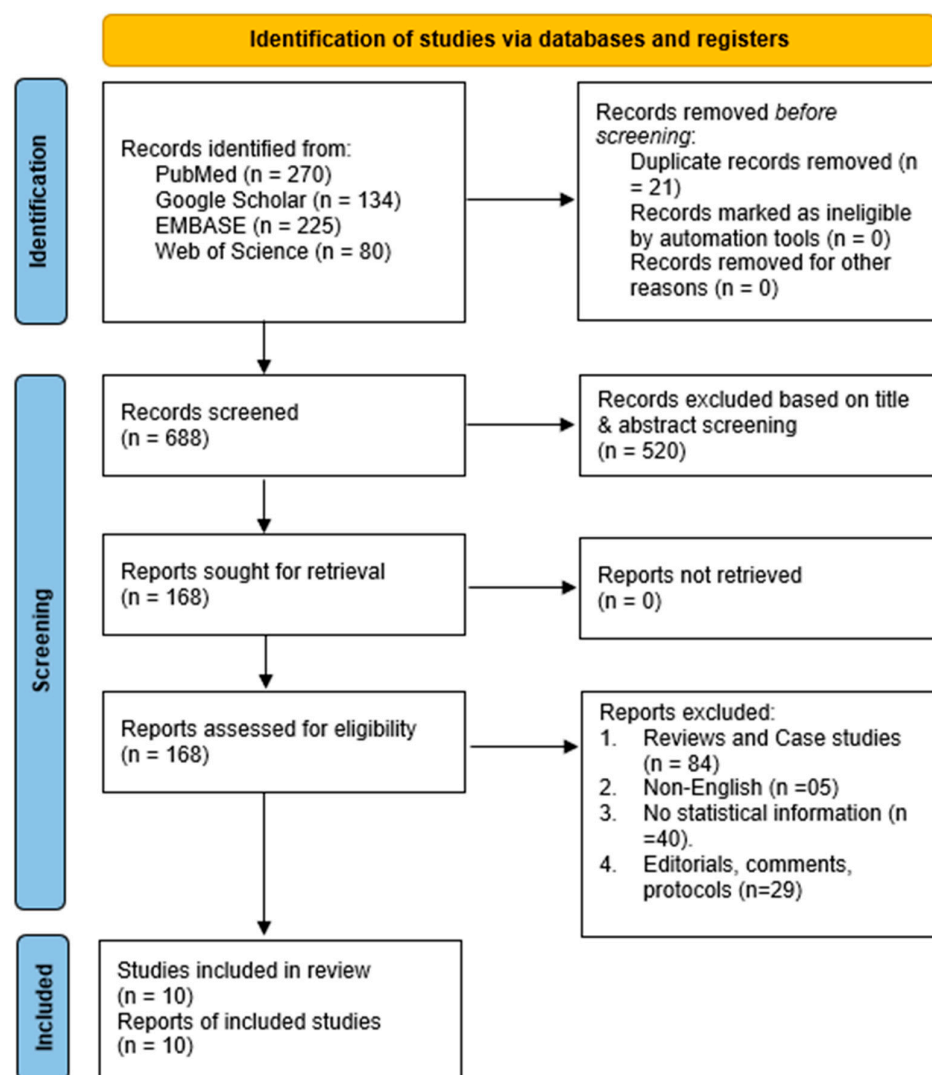 Identification of studies via databases and registers
Identification
Records identified from:
PubMed (n = 270)
Google Scholar (n = 134)
EMBASE (n = 225)
Web of Science (n = 80)
Records removed before
screening:
Duplicate records removed (n
= 21)
Records marked as ineligible
by automation tools (n = 0)
Records removed for other
reasons (n = 0)
Screening
Records screened
(n = 688)
Records excluded based on title
& abstract screening
(n = 520)
Reports sought for retrieval
(n = 168)
Reports not retrieved
(n = 0)
Reports assessed for eligibility
(n = 168)
Reports excluded:
1. Reviews and Case studies
(n = 84)
2. Non-English (n =05)
3. No statistical information (n
=40).
4. Editorials, comments,
protocols (n=29)
Included
Studies included in review
(n = 10)
Reports of included studies
(n = 10)